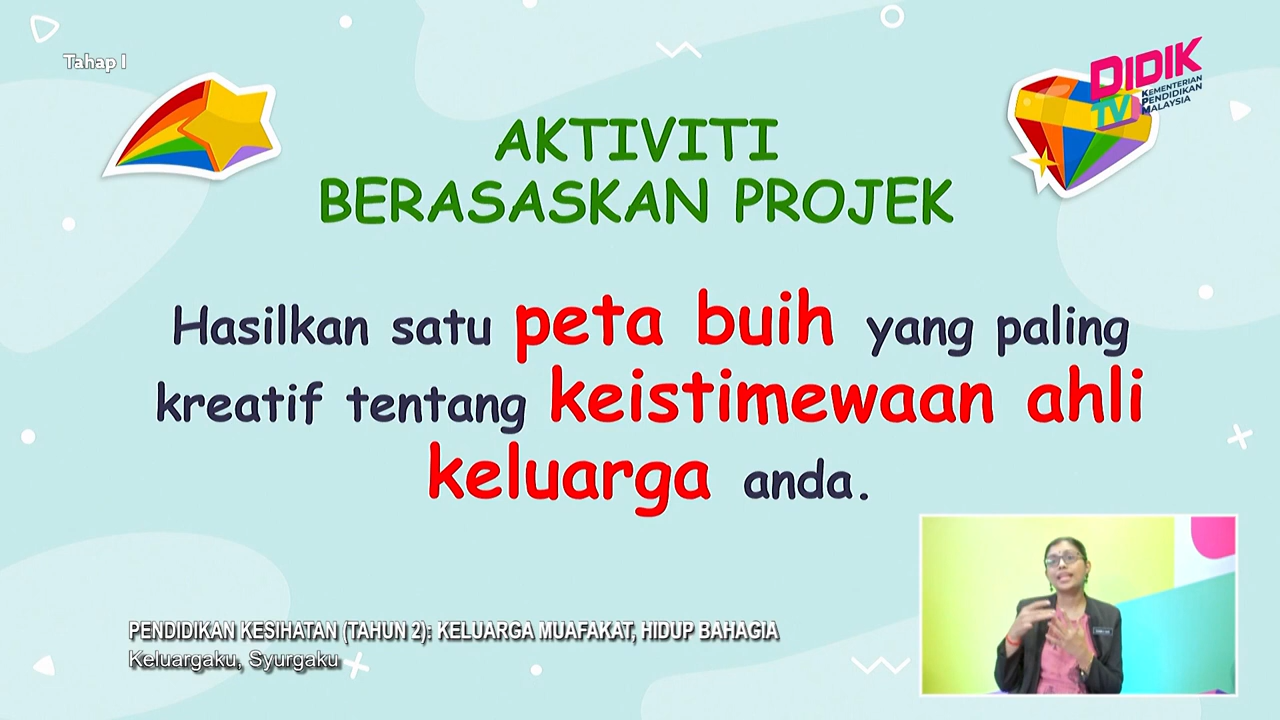 Tahap 1
DIDIK
TV
KEMENTERIAN
PENDIDIKAN
MALAYSIA
AKTIVITI
BERASASKAN PROJEK
Hasilkan satu peta buih yang paling
kreatif tentang keistimewaan ahli
keluarga anda.
PENDIDIKAN KESIHATAN (TAHUN 2): KELUARGA MUAFAKAT, HIDUP BAHAGIA
Keluargaku, Syurgaku